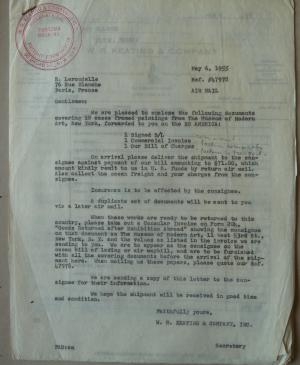 W. R. KEATING & COMPANY
May 4, 1955
R. Lerondelle
76 Rue Blanche
Paris, France
Ref. #47978
AIR MAIL
Gentlemen:
We are pleased to enclose the following documents
covering 18 cases framed paintings from The Museum of Modern
Art, New York, forwarded to you on the SS AMERICA:
1 Signed B/L
1 Commercial Invoice
1 Our Bill of Charges
On arrival please deliver the shipment to the con-
signee against payment of our bill amounting to $71.00, which
amount kindly remit to us in U. S. Funds by return air mail.
Also collect the ocean freight and your charges from the con-
signee.
Insurance is to be effected by the consignee.
A duplicate set of documents will be sent to you
via a later air mail.
When these works are ready to be returned to this
country, please take out a Consular Invoice on Form
"Goods Returned after Exhibition Abroad" showing the consignee
on that document as The Museum of Modern Art, 11 West 53rd St.,
New York, N. Y. and the values as listed in the invoice we are
sending to you. We are to appear as the consignee on the
ocean bill of lading or air waybill, and are to be furnished
with all the covering documents before the arrival of the ship-
ment here. When mailing us these papers, please quote our Ref.
We are sending a copy of this letter to the con-
signee for their information.
We hope the shipment will be received in good time
and condition.
Faithfully yours,
W. R. KEATING & COMPANY, INC.
Secretary